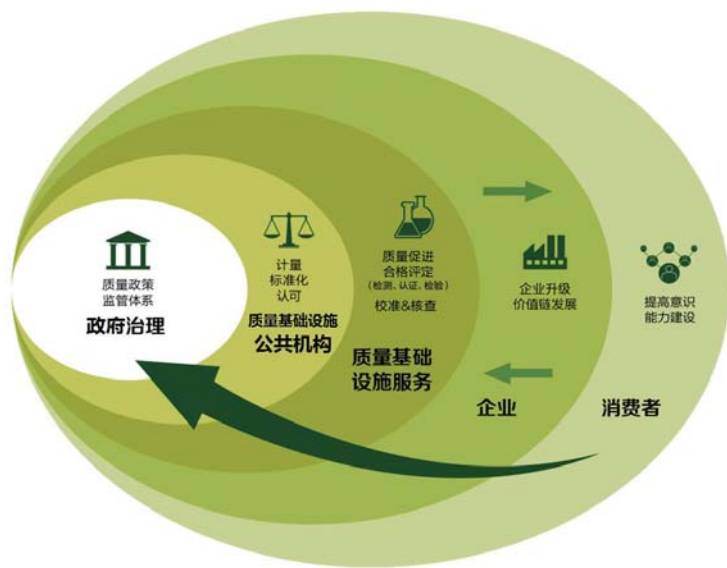 质量政策
监管体系
政府治理
计量
标准化
认可
质量基础设施
公共机构
质量促进
合格评定
（检测、认证、检验）
校准&核查
质量基础
设施服务
企业升级
价值链发展
企业
提高意识
能力建设
消费者